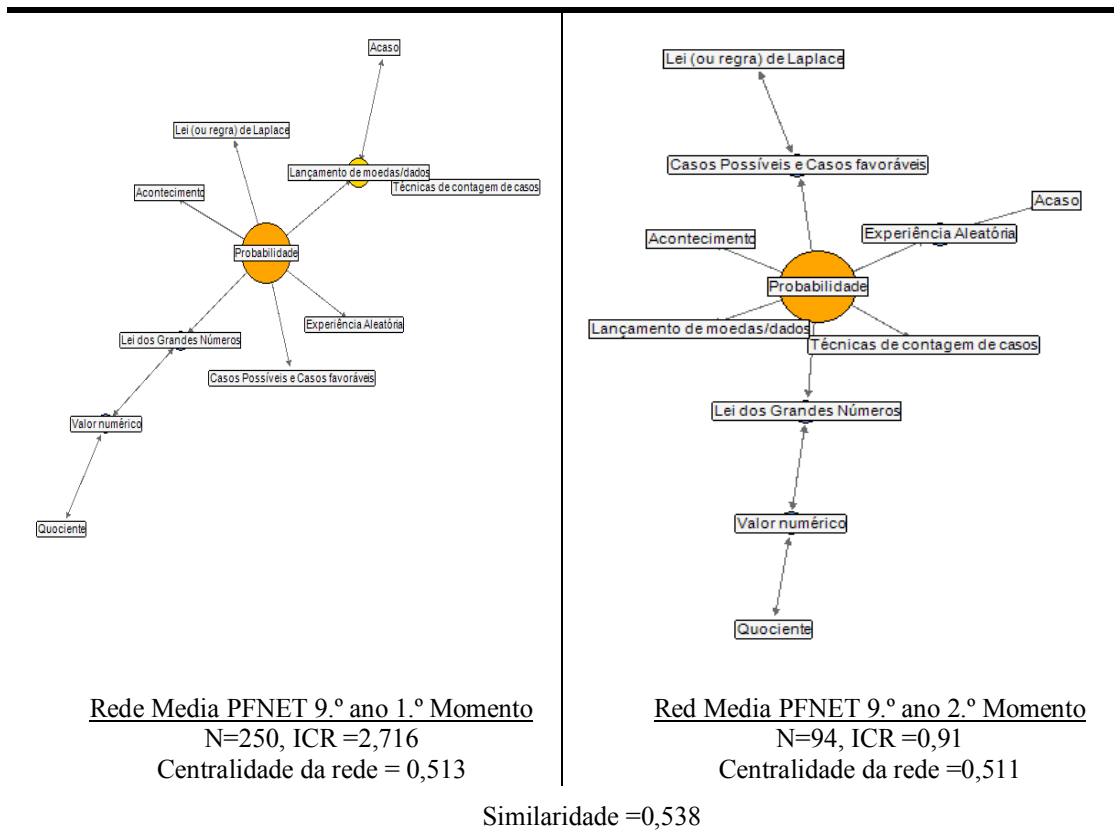 Acaso
Lei (ou regra) de Laplace
Lançamento de moedas/dados
Técnicas de contagem de casos
Acontecimento
Probabilidade
Experiência Aleatória
Lei dos Grandes Números
Casos Possíveis e Casos favoráveis
Valor numérico
Quociente
Rede Media PFNET 9.º ano 1.º Momento
N=250, ICR =2,716
Centralidade da rede = 0,513
Lei (ou regra) de Laplace
Casos Possíveis e Casos favoráveis
Acaso
Experiência Aleatória
Acontecimento
Probabilidade
Lançamento de moedas/dados
Técnicas de contagem de casos
Lei dos Grandes Números
Valor numérico
Quociente
Red Media PFNET 9.º ano 2.º Momento
N=94, ICR =0,91
Centralidade da rede =0,511
Similaridade =0,538